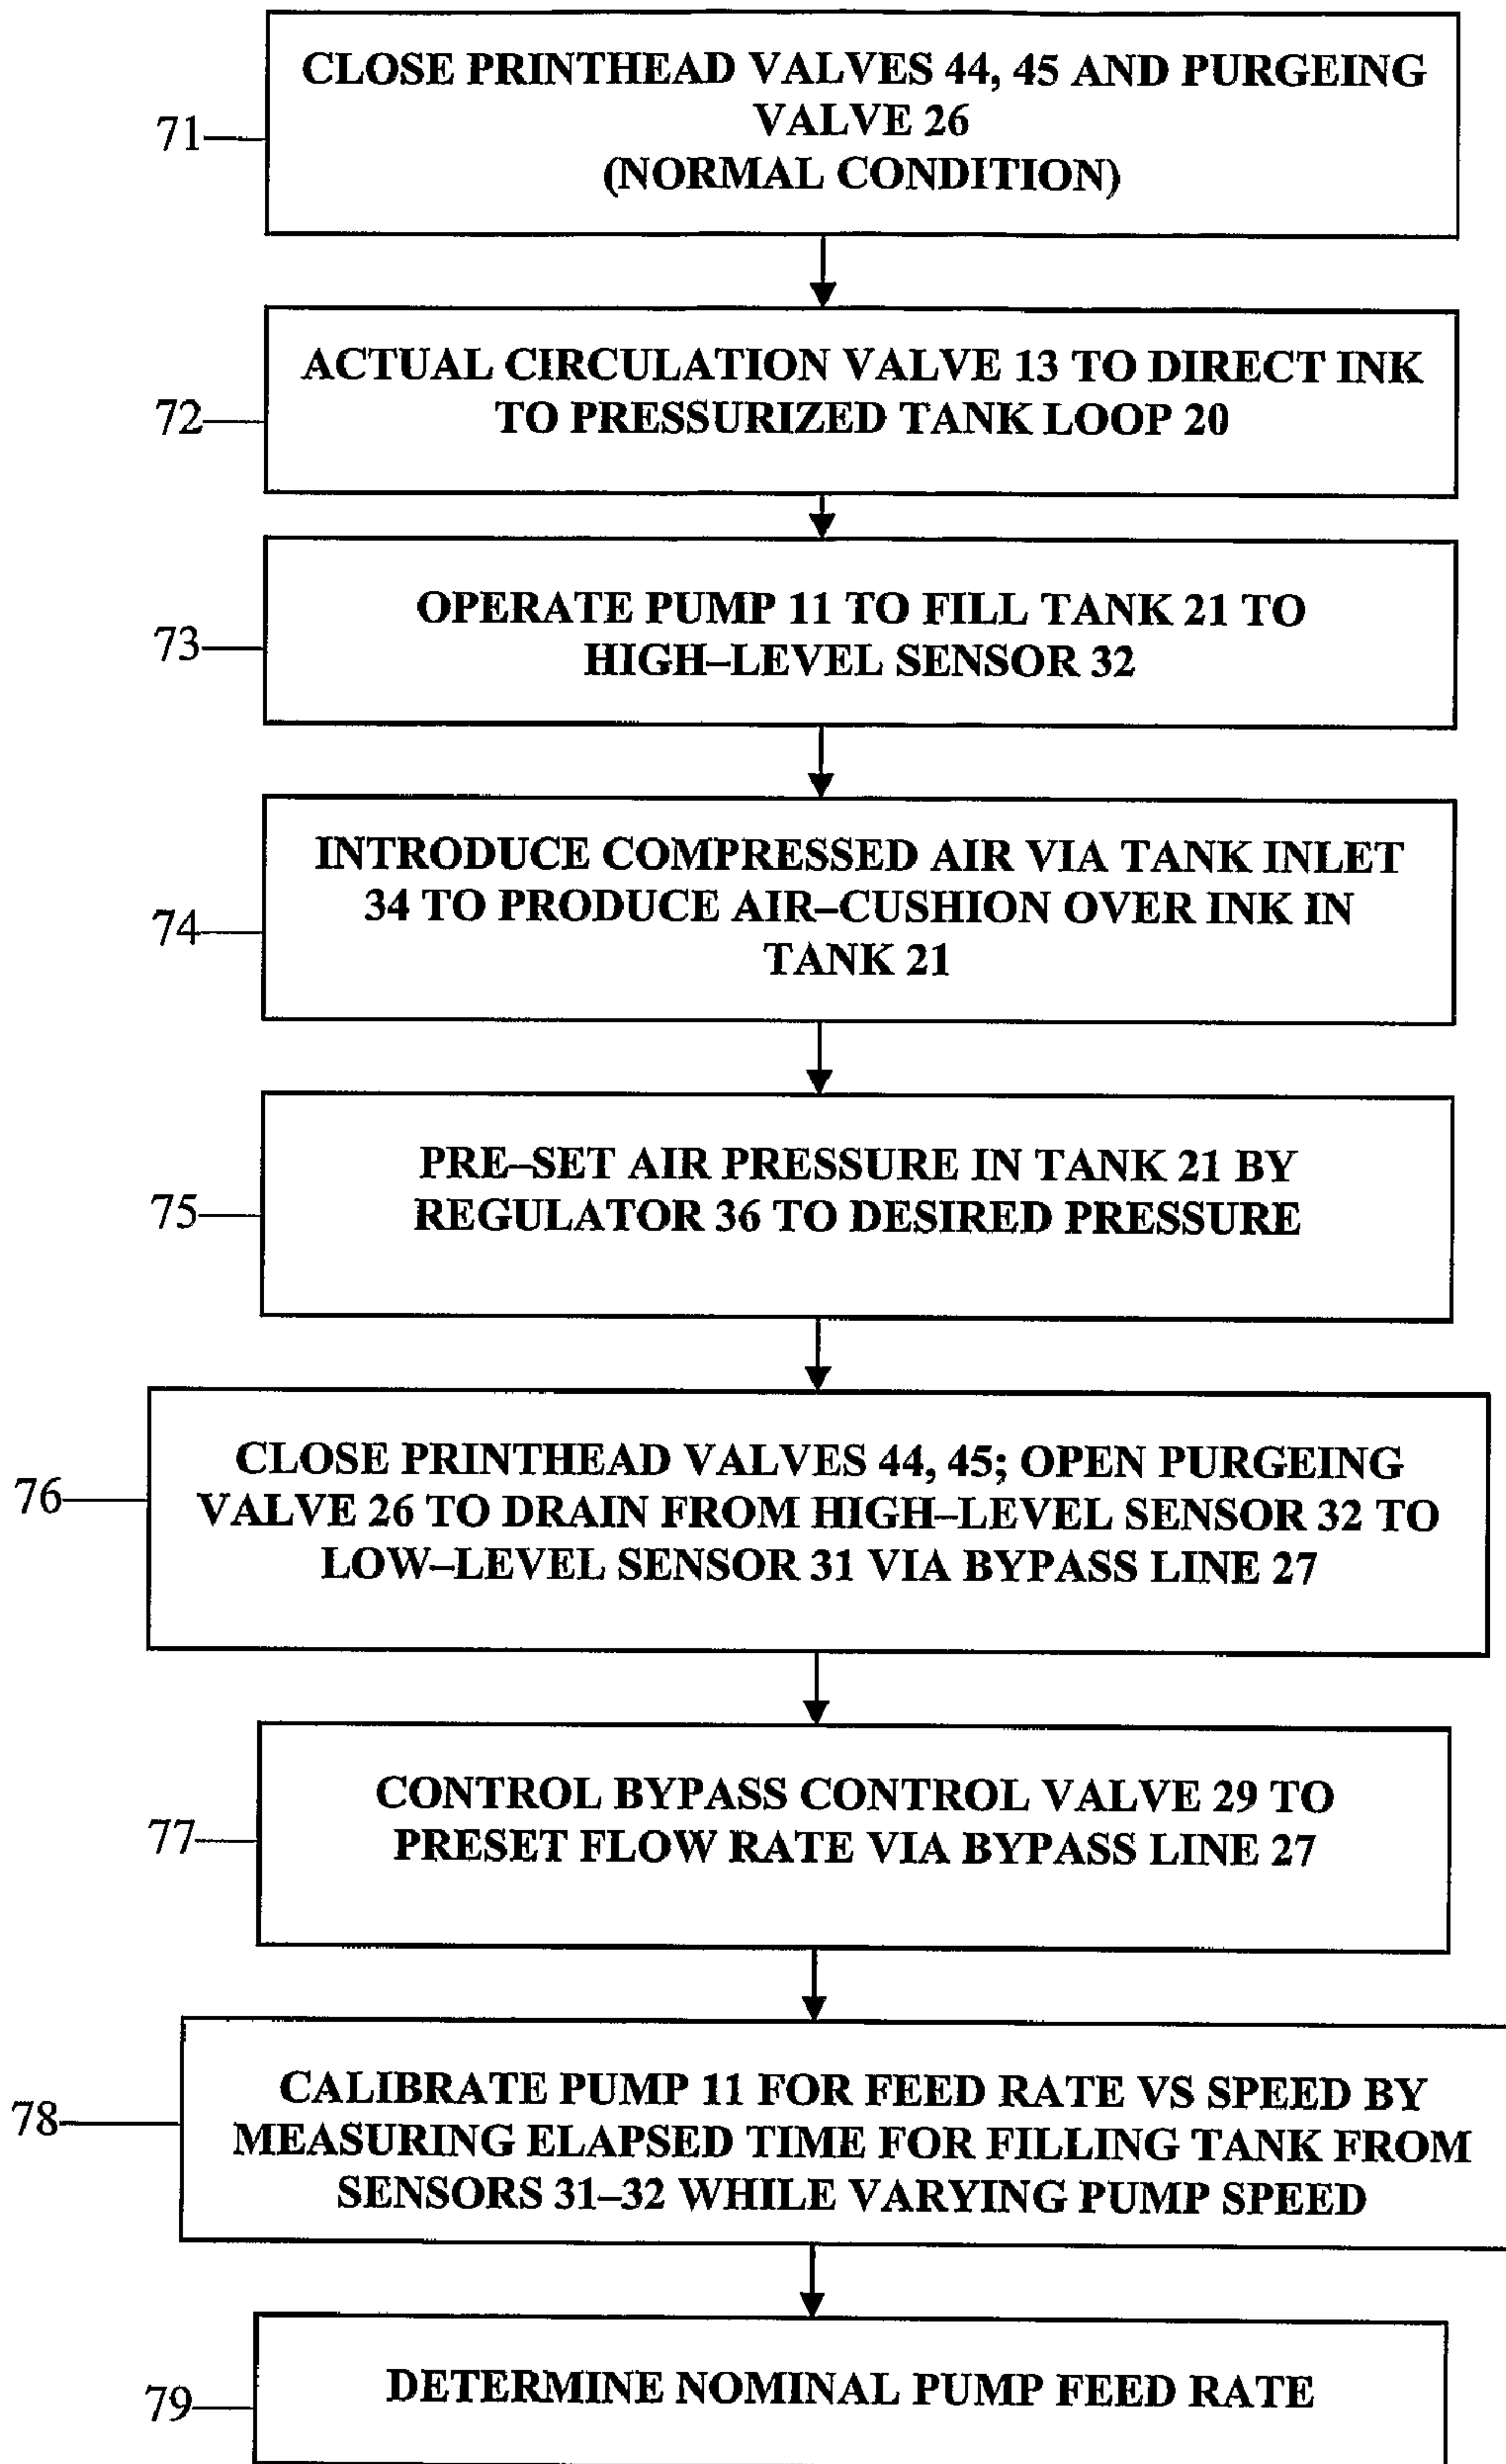 71
CLOSE PRINTHEAD VALVES 44, 45 AND PURGEING
VALVE 26
(NORMAL CONDITION)
72
ACTUAL CIRCULATION VALVE 13 TO DIRECT INK
TO PRESSURIZED TANK LOOP 20
73
OPERATE PUMP 11 TO FILL TANK 21 TO
HIGH–LEVEL SENSOR 32
74
INTRODUCE COMPRESSED AIR VIA TANK INLET
34 TO PRODUCE AIR–CUSHION OVER INK IN
TANK 21
75
PRE–SET AIR PRESSURE IN TANK 21 BY
REGULATOR 36 TO DESIRED PRESSURE
76
CLOSE PRINTHEAD VALVES 44, 45; OPEN PURGEING
VALVE 26 TO DRAIN FROM HIGH–LEVEL SENSOR 32 TO
LOW–LEVEL SENSOR 31 VIA BYPASS LINE 27
77
CONTROL BYPASS CONTROL VALVE 29 TO
PRESET FLOW RATE VIA BYPASS LINE 27
78
CALIBRATE PUMP 11 FOR FEED RATE VS SPEED BY
MEASURING ELAPSED TIME FOR FILLING TANK FROM
SENSORS 31–32 WHILE VARYING PUMP SPEED
79
DETERMINE NOMINAL PUMP FEED RATE